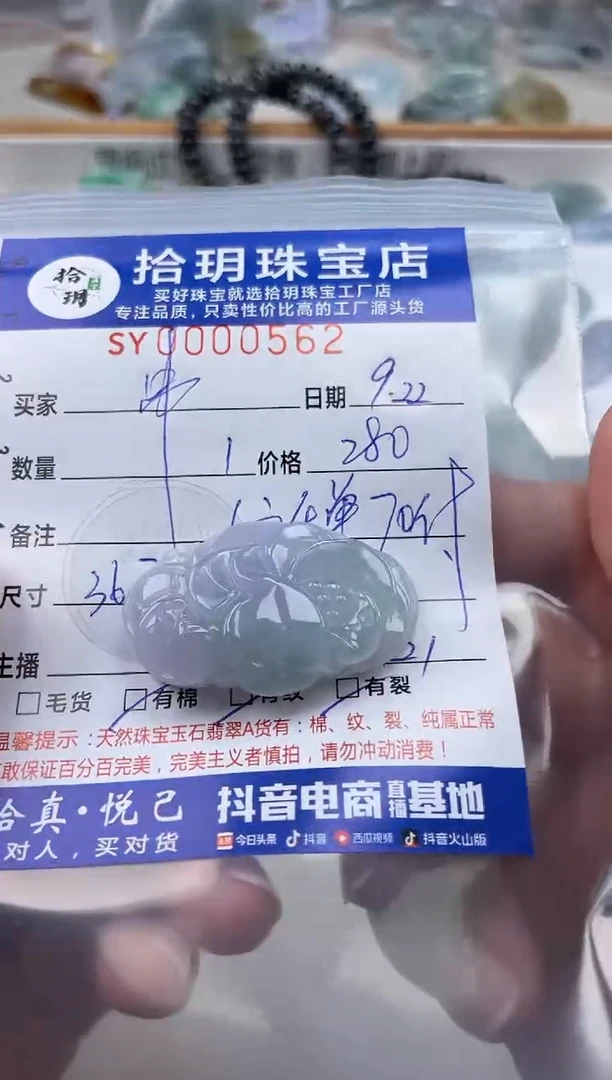 拾玥
拾玥珠宝店
买好珠宝就选拾玥珠宝工厂店
专注品质，只卖性价比高的工厂源头货
SY0000562
买家 日期 9.22
数量 1 价格 280
备注
尺寸 36
主播 21
毛货 有棉 有纹 有裂
温馨提示：天然珠宝玉石翡翠A货有：棉、纹、裂、纯属正常
敢保证百分百完美，完美主义者慎拍，请勿冲动消费！
合真·悦己 抖音电商直播基地
对人，买对货 头条 今日头条 抖音 西瓜视频 抖音火山版